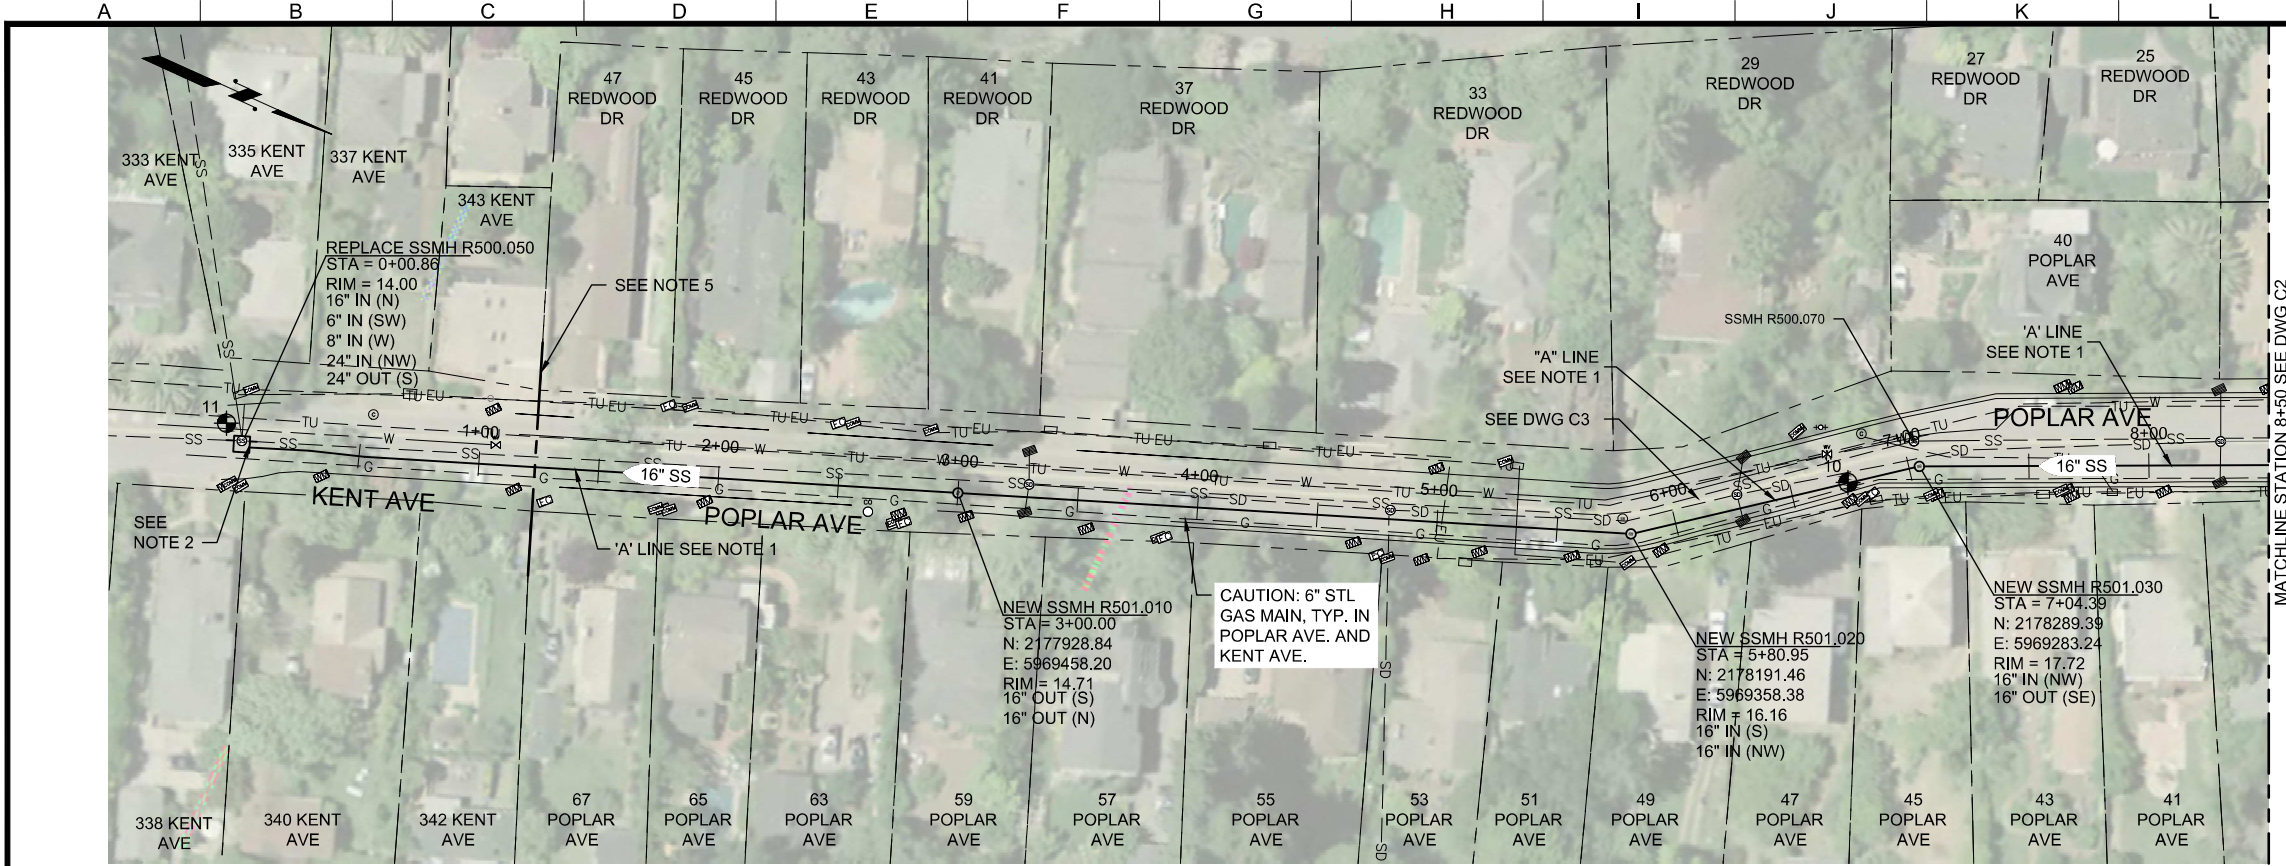 A B C D E F G H I J K L
333 KENT
AVE
335 KENT
AVE
337 KENT
AVE
343 KENT
AVE
47
REDWOOD
DR
45
REDWOOD
DR
43
REDWOOD
DR
41
REDWOOD
DR
37
REDWOOD
DR
33
REDWOOD
DR
29
REDWOOD
DR
27
REDWOOD
DR
25
REDWOOD
DR
40
POPLAR
AVE
REPLACE SSMH R500.050
STA = 0+00.86
RIM = 14.00
16" IN (N)
6" IN (SW)
8" IN (W)
24" IN (NW)
24" OUT (S)
SEE NOTE 5
SSMH R500.070
"A" LINE
SEE NOTE 1
SEE DWG C3
'A' LINE
SEE NOTE 1
MATCHLINE STATION 8+50 SEE DWG C2
11
10
1+00
2+00
3+00
4+00
5+00
6+00
7+00
8+00
16" SS
16" SS
KENT AVE
POPLAR AVE
POPLAR AVE
SEE
NOTE 2
'A' LINE SEE NOTE 1
NEW SSMH R501.010
STA = 3+00.00
N: 2177928.84
E: 5969458.20
RIM = 14.71
16" OUT (S)
16" OUT (N)
CAUTION: 6" STL
GAS MAIN, TYP. IN
POPLAR AVE. AND
KENT AVE.
NEW SSMH R501.020
STA = 5+80.95
N: 2178191.46
E: 5969358.38
RIM = 16.16
16" IN (S)
16" IN (NW)
NEW SSMH R501.030
STA = 7+04.39
N: 2178289.39
E: 5969283.24
RIM = 17.72
16" IN (NW)
16" OUT (SE)
338 KENT
AVE
340 KENT
AVE
342 KENT
AVE
67
POPLAR
AVE
65
POPLAR
AVE
63
POPLAR
AVE
59
POPLAR
AVE
57
POPLAR
AVE
55
POPLAR
AVE
53
POPLAR
AVE
51
POPLAR
AVE
49
POPLAR
AVE
47
POPLAR
AVE
45
POPLAR
AVE
43
POPLAR
AVE
41
POPLAR
AVE